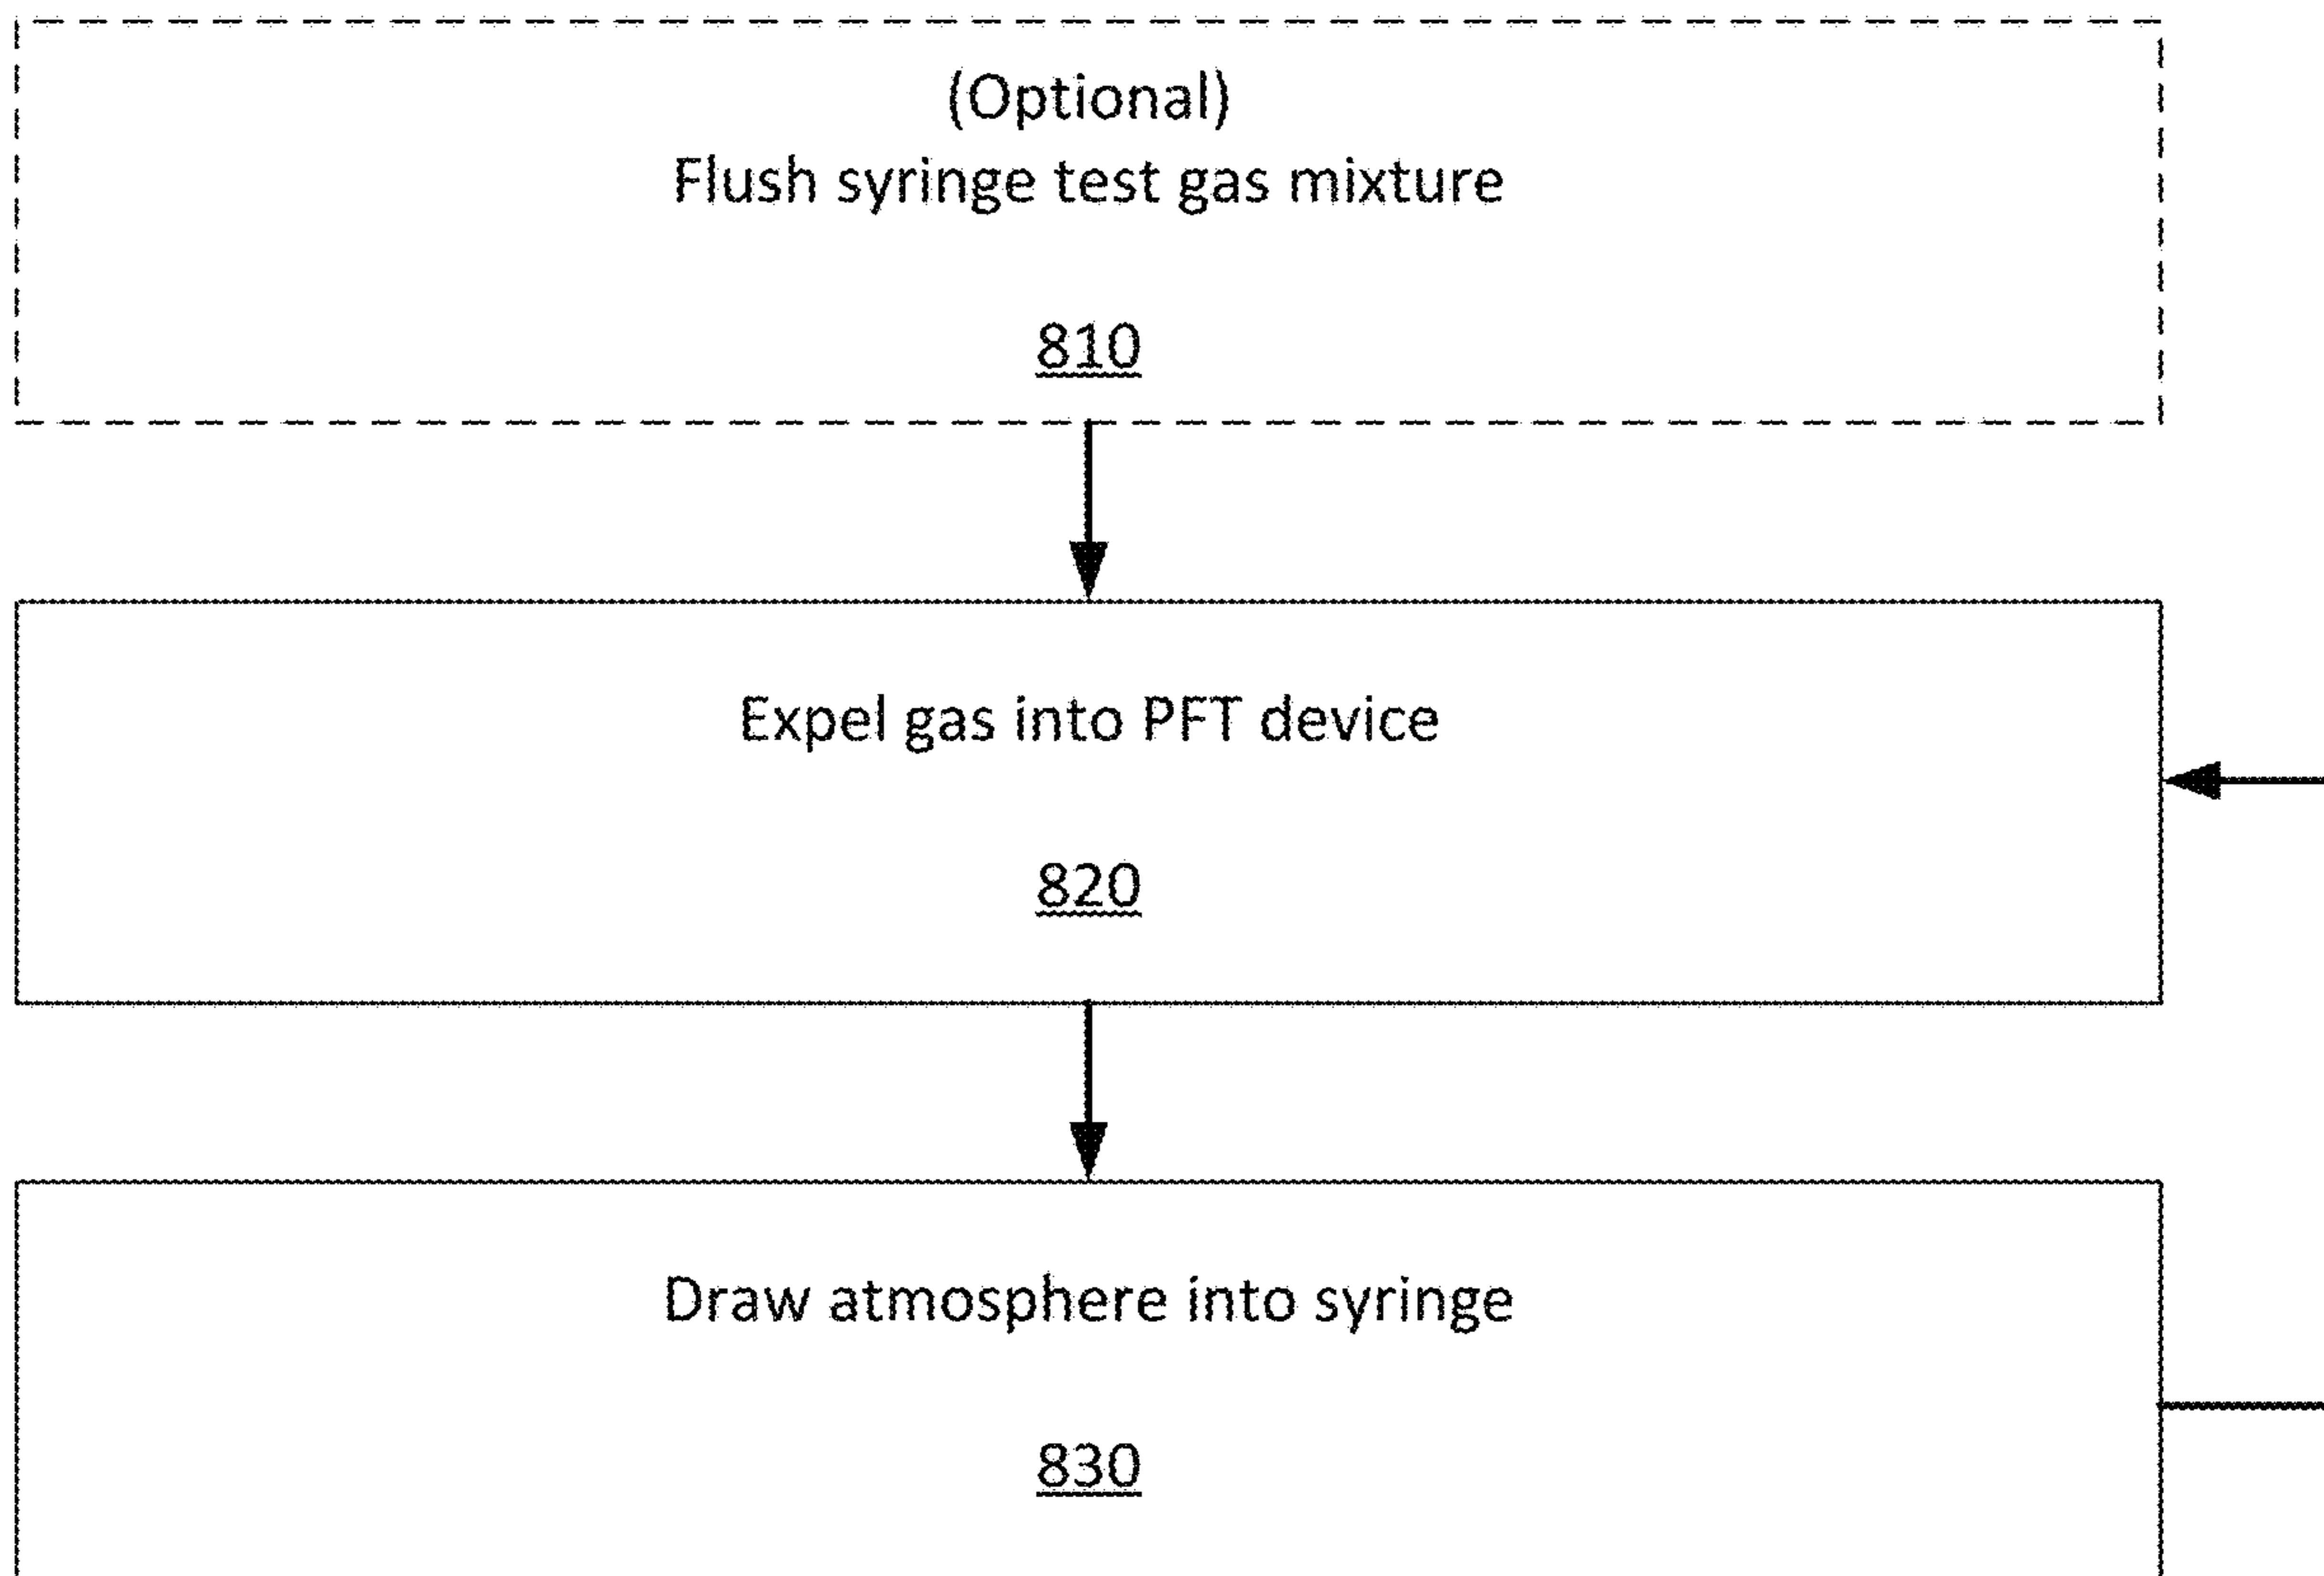 (Optional)
Flush syringe test gas mixture
810
Expel gas into PFT device
820
Draw atmosphere into syringe
830